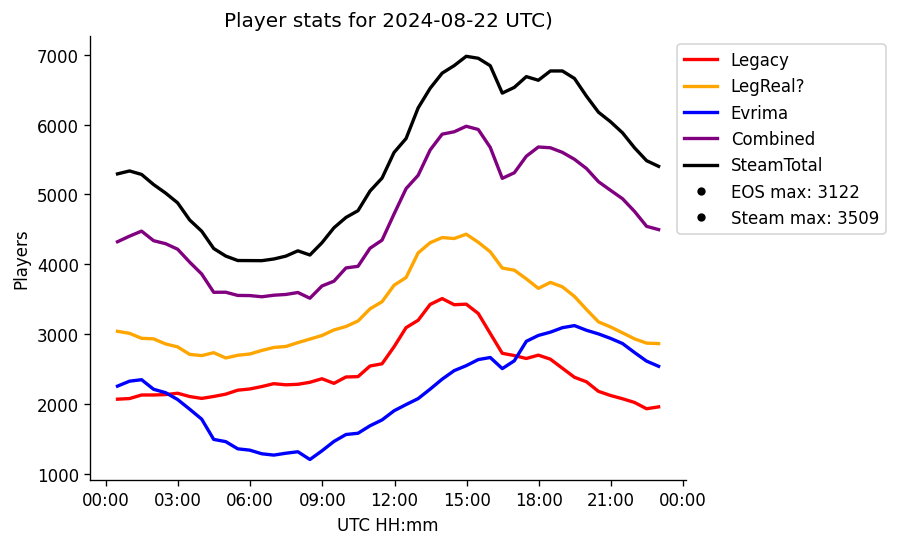 Player stats for 2024-08-22 UTC)
7000
6000
5000
4000
3000
2000
1000
Players
00:00 03:00 06:00 09:00 12:00 15:00 18:00 21:00 00:00
UTC HH:mm
Legacy
LegReal?
Evrima
Combined
SteamTotal
EOS max: 3122
Steam max: 3509